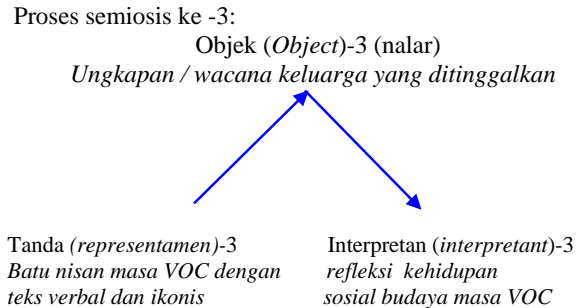 Proses semiosis ke -3:
Objek (Object)-3 (nalar)
Ungkapan / wacana keluarga yang ditinggalkan
Tanda (representamen)-3
Batu nisan masa VOC dengan
teks verbal dan ikonis
Interpretan (interpretant)-3
refleksi kehidupan
sosial budaya masa VOC